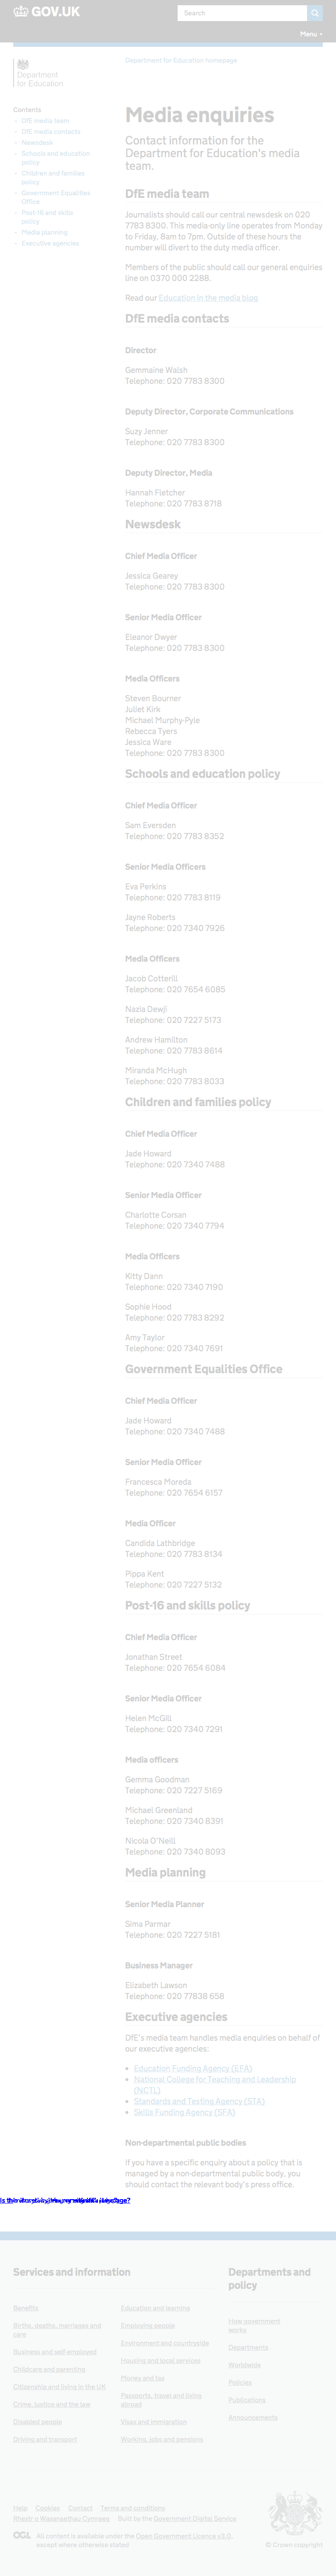 GOV.UK
Search
Menu
Department
for Education
Department for Education homepage
Contents
DfE media team
DfE media contacts
Newsdesk
Schools and education
policy
Children and families
policy
Government Equalities
Office
Post-16 and skills
policy
Media planning
Executive agencies
Media enquiries
Contact information for the
Department for Education's media
team.
DfE media team
Journalists should call our central newsdesk on 020
7783 8300. This media-only line operates from Monday
to Friday, 8am to 7pm. Outside of these hours the
number will divert to the duty media officer.
Members of the public should call our general enquiries
line on 0370 000 2288.
Read our Education in the media blog
DfE media contacts
Director
Gemmaine Walsh
Telephone: 020 7783 8300
Deputy Director, Corporate Communications
Suzy Jenner
Telephone: 020 7783 8300
Deputy Director, Media
Hannah Fletcher
Telephone: 020 7783 8718
Newsdesk
Chief Media Officer
Jessica Gearey
Telephone: 020 7783 8300
Senior Media Officer
Eleanor Dwyer
Telephone: 020 7783 8300
Media Officers
Steven Bourner
Juliet Kirk
Michael Murphy-Pyle
Rebecca Tyers
Jessica Ware
Telephone: 020 7783 8300
Schools and education policy
Chief Media Officer
Sam Eversden
Telephone: 020 7783 8352
Senior Media Officers
Eva Perkins
Telephone: 020 7783 8119
Jayne Roberts
Telephone: 020 7340 7926
Media Officers
Jacob Cotterill
Telephone: 020 7654 6085
Nazia Dewji
Telephone: 020 7227 5173
Andrew Hamilton
Telephone: 020 7783 8614
Miranda McHugh
Telephone: 020 7783 8033
Children and families policy
Chief Media Officer
Jade Howard
Telephone: 020 7340 7488
Senior Media Officer
Charlotte Corsan
Telephone: 020 7340 7794
Media Officers
Kitty Dann
Telephone: 020 7340 7190
Sophie Hood
Telephone: 020 7783 8292
Amy Taylor
Telephone: 020 7340 7691
Government Equalities Office
Chief Media Officer
Jade Howard
Telephone: 020 7340 7488
Senior Media Officer
Francesca Moreda
Telephone: 020 7654 6157
Media Officer
Candida Lathbridge
Telephone: 020 7783 8134
Pippa Kent
Telephone: 020 7227 5132
Post-16 and skills policy
Chief Media Officer
Jonathan Street
Telephone: 020 7654 6084
Senior Media Officer
Helen McGill
Telephone: 020 7340 7291
Media officers
Gemma Goodman
Telephone: 020 7227 5169
Michael Greenland
Telephone: 020 7340 8391
Nicola O'Neill
Telephone: 020 7340 8093
Media planning
Senior Media Planner
Sima Parmar
Telephone: 020 7227 5181
Business Manager
Elizabeth Lawson
Telephone: 020 77838 658
Executive agencies
DfE's media team handles media enquiries on behalf of
our executive agencies:
Education Funding Agency (EFA)
National College for Teaching and Leadership
(NCTL)
Standards and Testing Agency (STA)
Skills Funding Agency (SFA)
Non-departmental public bodies
If you have a specific enquiry about a policy that is
managed by a non-departmental public body, you
should contact the relevant body's press office.
Services and information
Benefits
Births, deaths, marriages and
care
Business and self-employed
Childcare and parenting
Citizenship and living in the UK
Crime, justice and the law
Disabled people
Driving and transport
Education and learning
Employing people
Environment and countryside
Housing and local services
Money and tax
Passports, travel and living
abroad
Visas and immigration
Working, jobs and pensions
Departments and
policy
How government
works
Departments
Worldwide
Policies
Publications
Announcements
Help Cookies Contact Terms and conditions
Rhestr o Wasanaethau Cymraeg Built by the Government Digital Service
OGL All content is available under the Open Government Licence v3.0,
except where otherwise stated
© Crown copyright